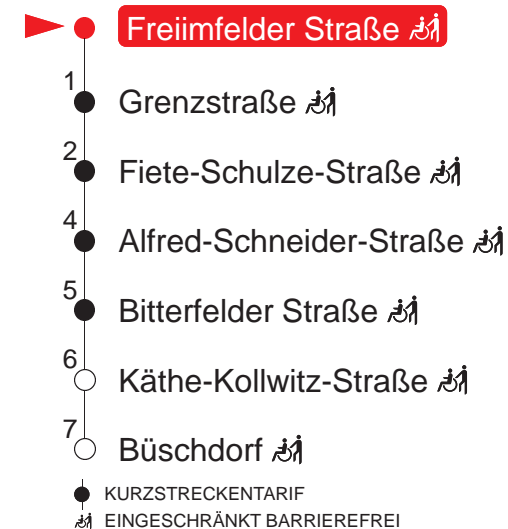 Freiimfelder Straße
1
Grenzstraße
2
Fiete-Schulze-Straße
4
Alfred-Schneider-Straße
5
Bitterfelder Straße
6
Käthe-Kollwitz-Straße
7
Büschdorf
KURZSTRECKENTARIF
EINGESCHRÄNKT BARRIEREFREI